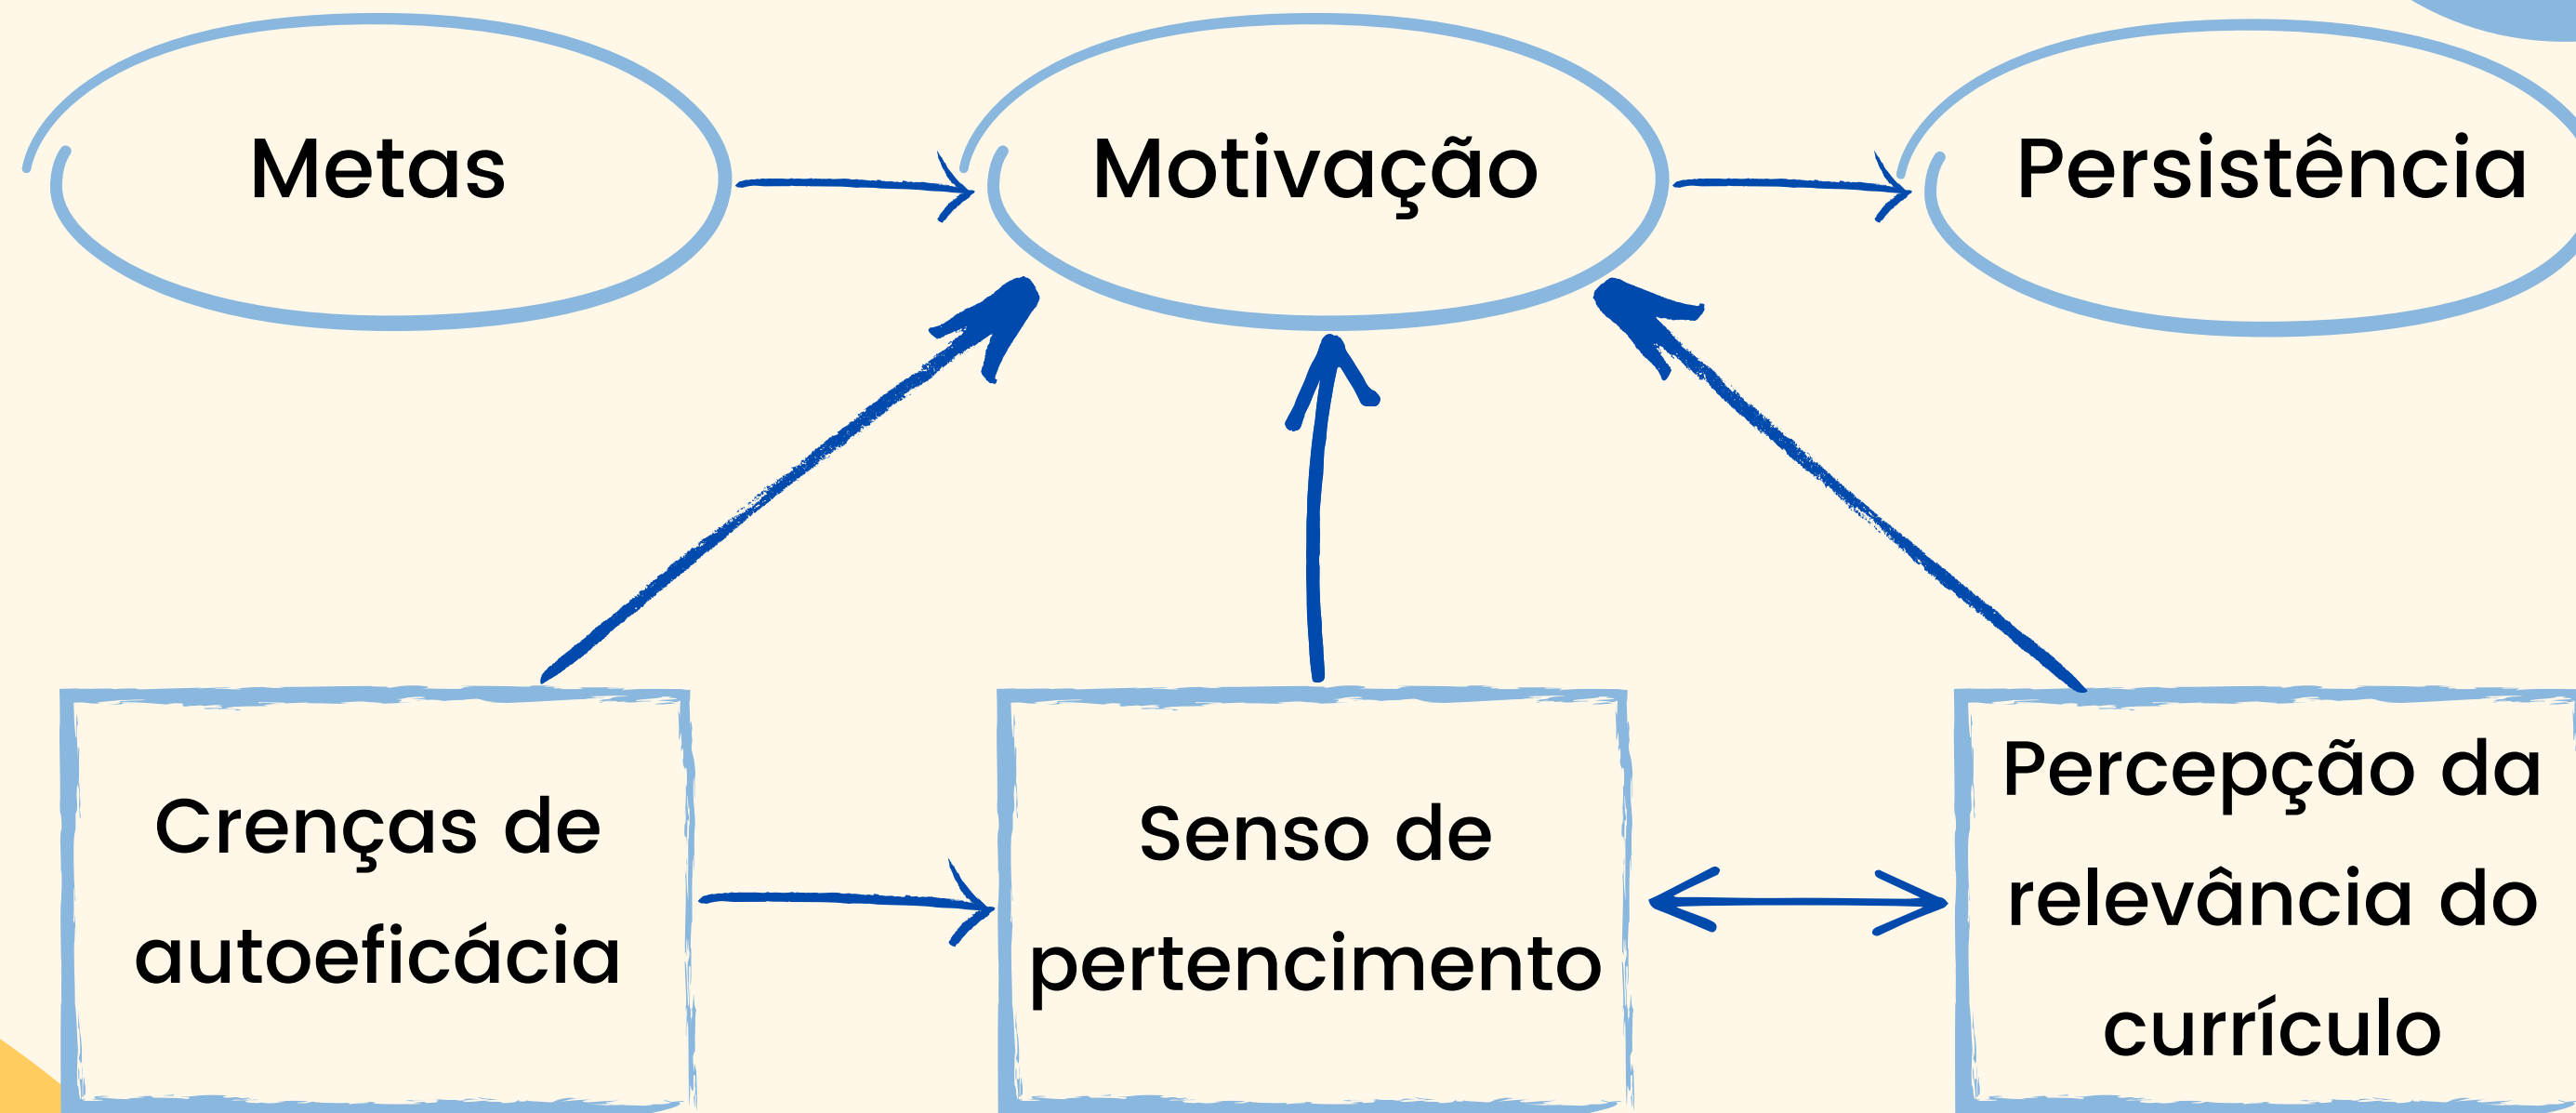 Metas
Motivação
Persistência
Crenças de
autoeficácia
Senso de
pertencimento
Percepção da
relevância do
currículo